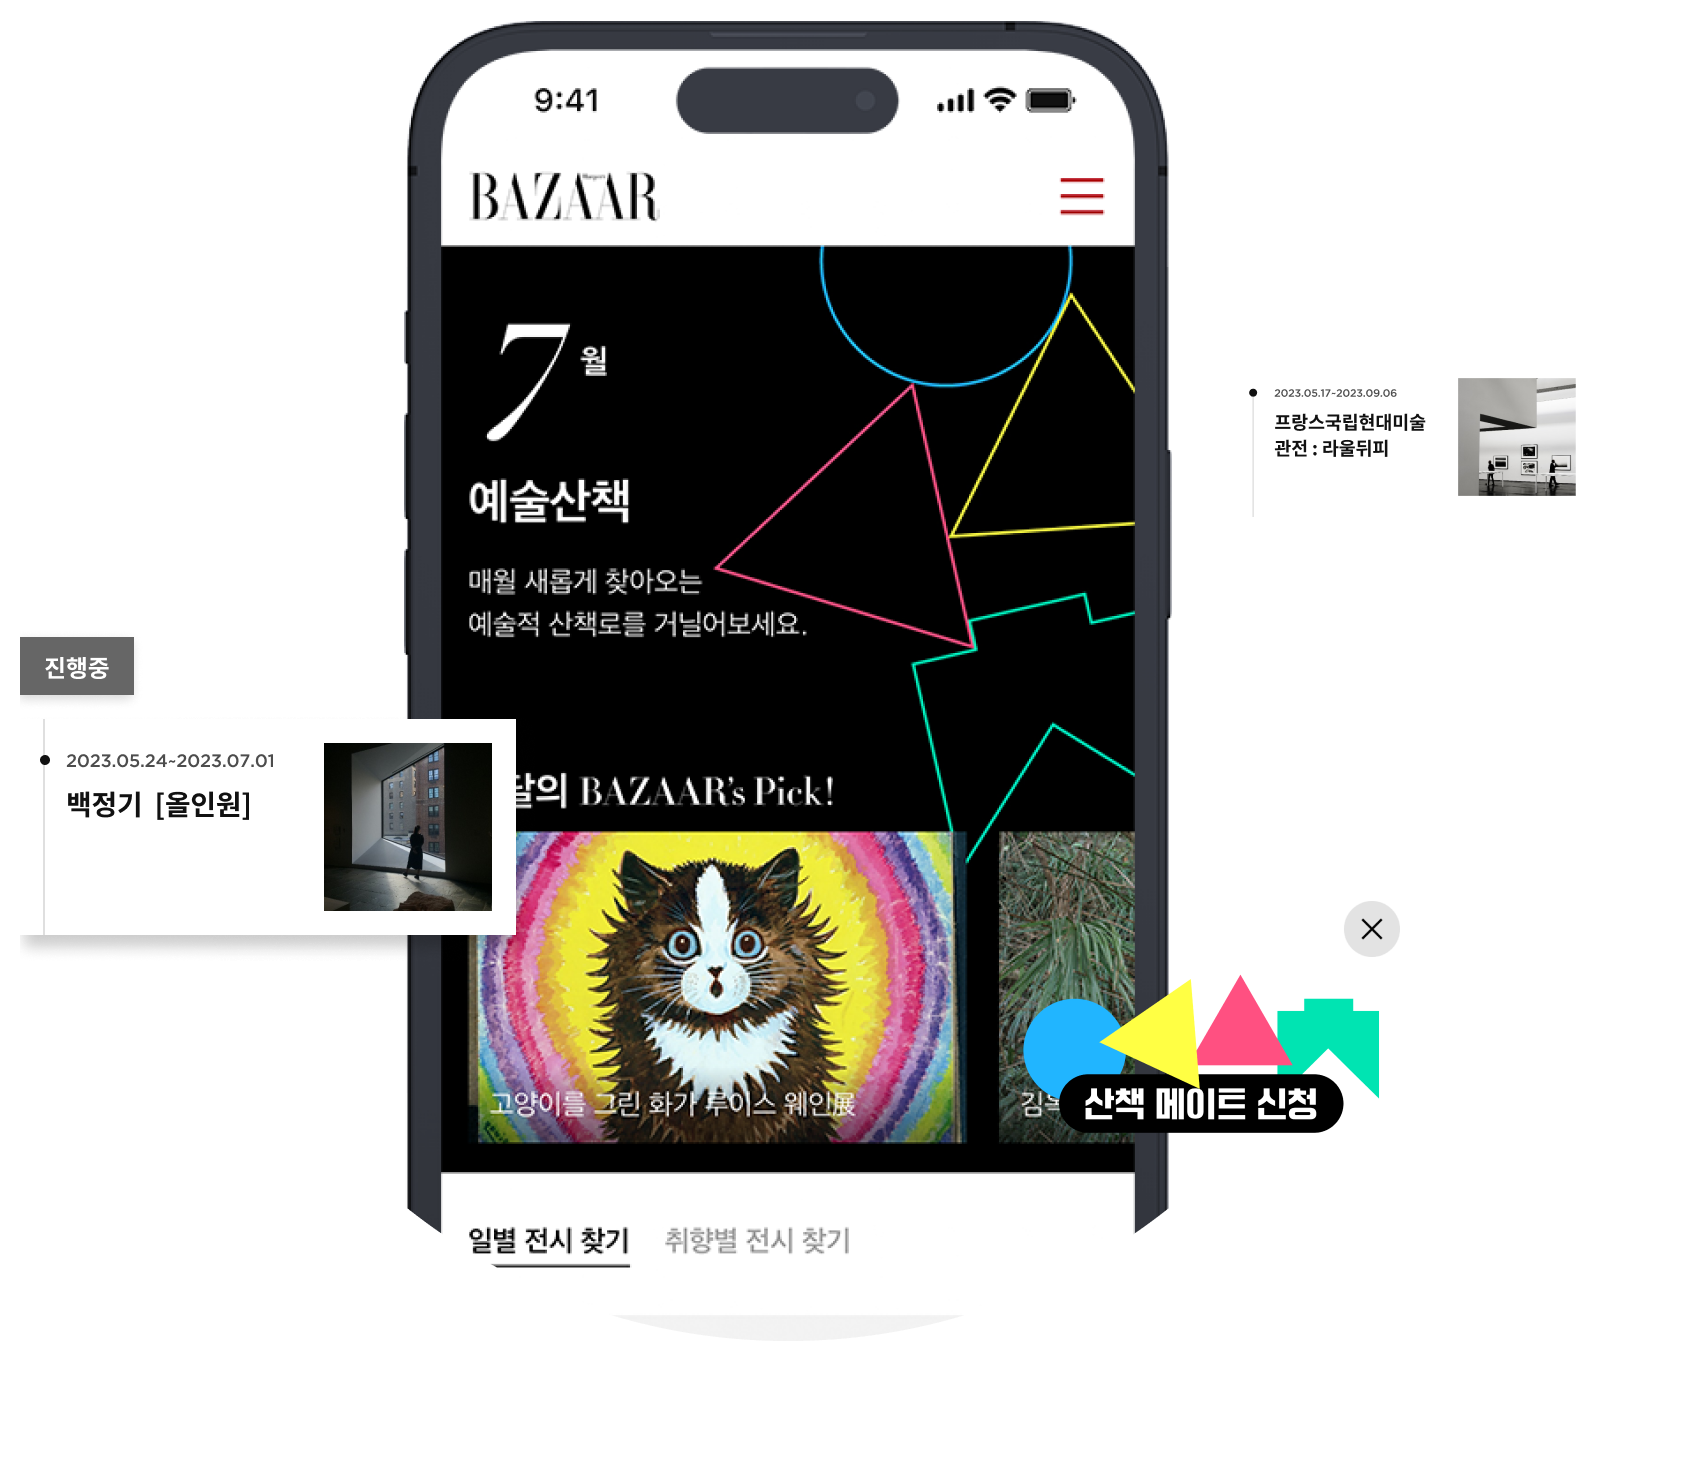 9:41
Harper's
BAZAAR
7월
예술산책
매월 새롭게 찾아오는
예술적 산책로를 거닐어보세요.
2023.05.17~2023.09.06
프랑스국립현대미술
관전 : 라울뒤피
진행중
2023.05.24~2023.07.01
백정기 [올인원]
달의 BAZAAR's Pick!
고양이를 그린 화가 루이스 웨인展
산책 메이트 신청
일별 전시 찾기
취향별 전시 찾기